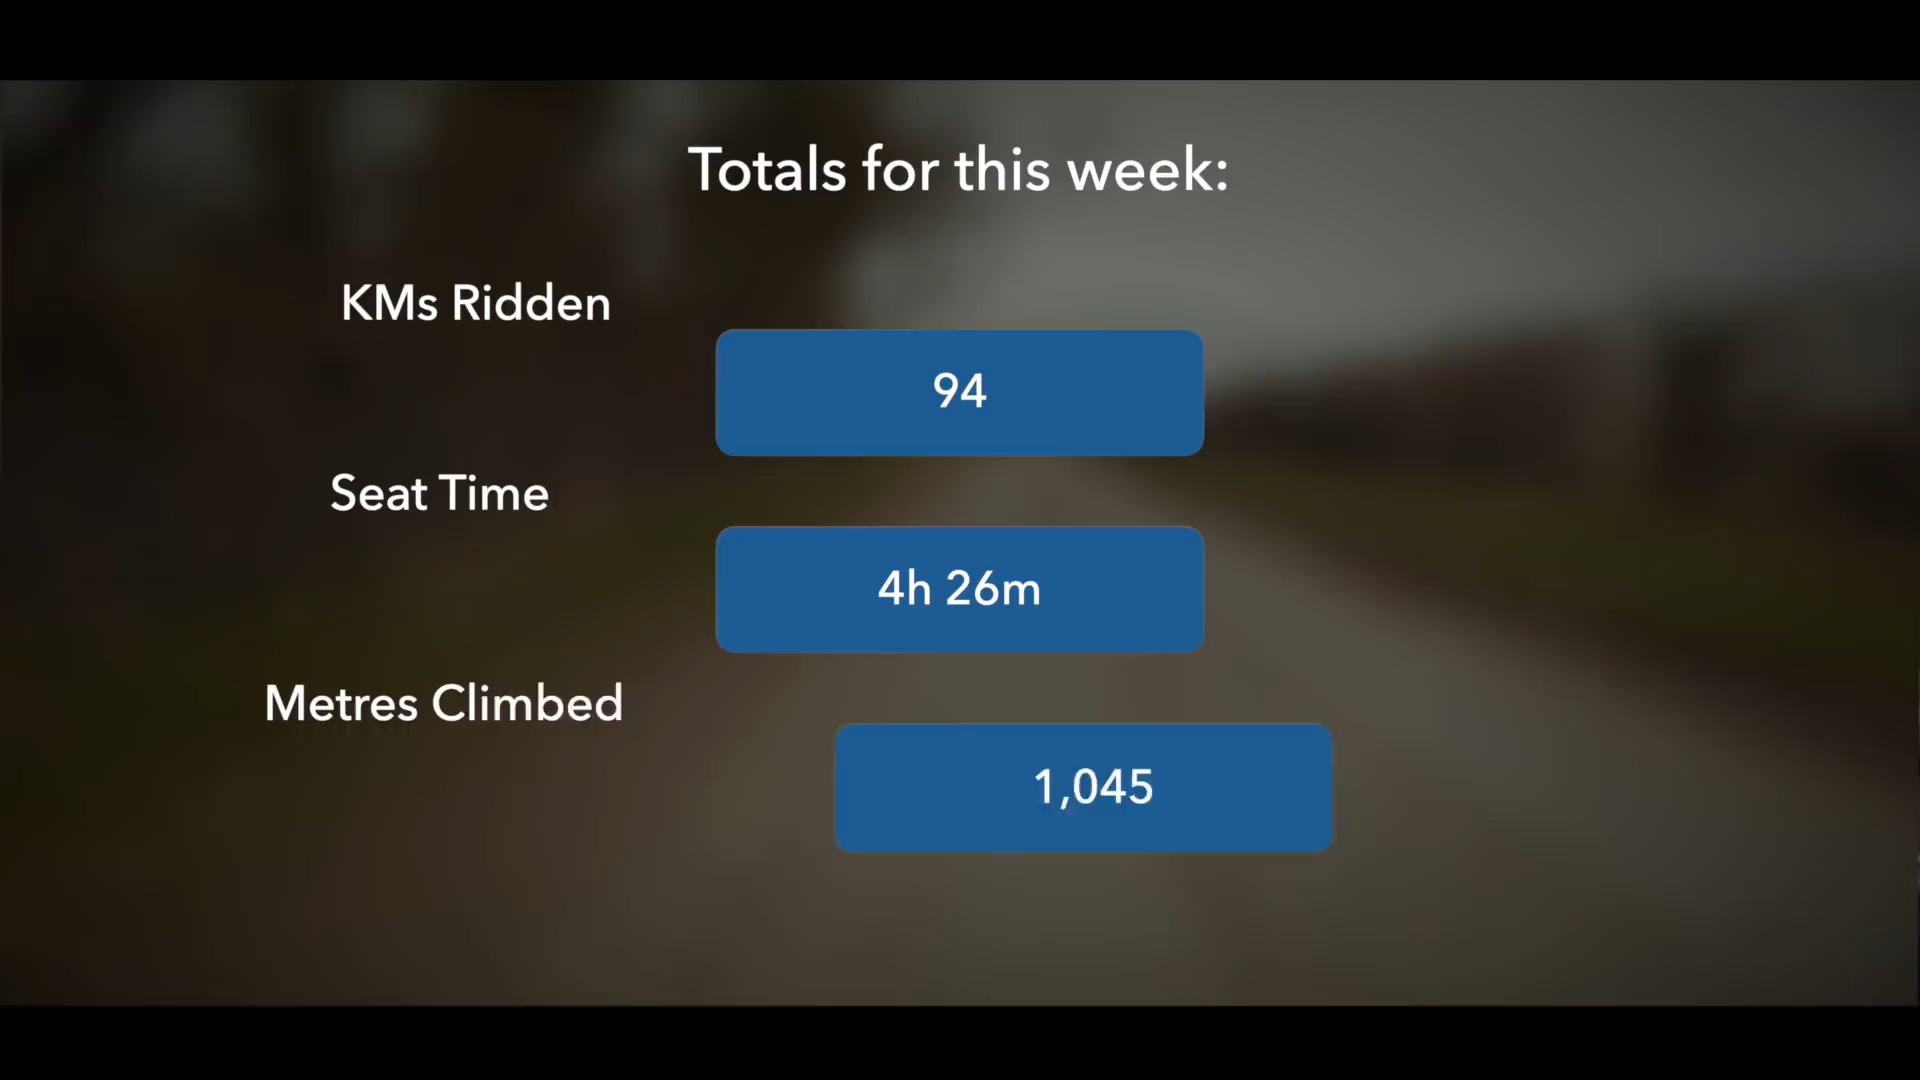 Totals for this week:
KMs Ridden
94
Seat Time
4h 26m
Metres Climbed
1,045